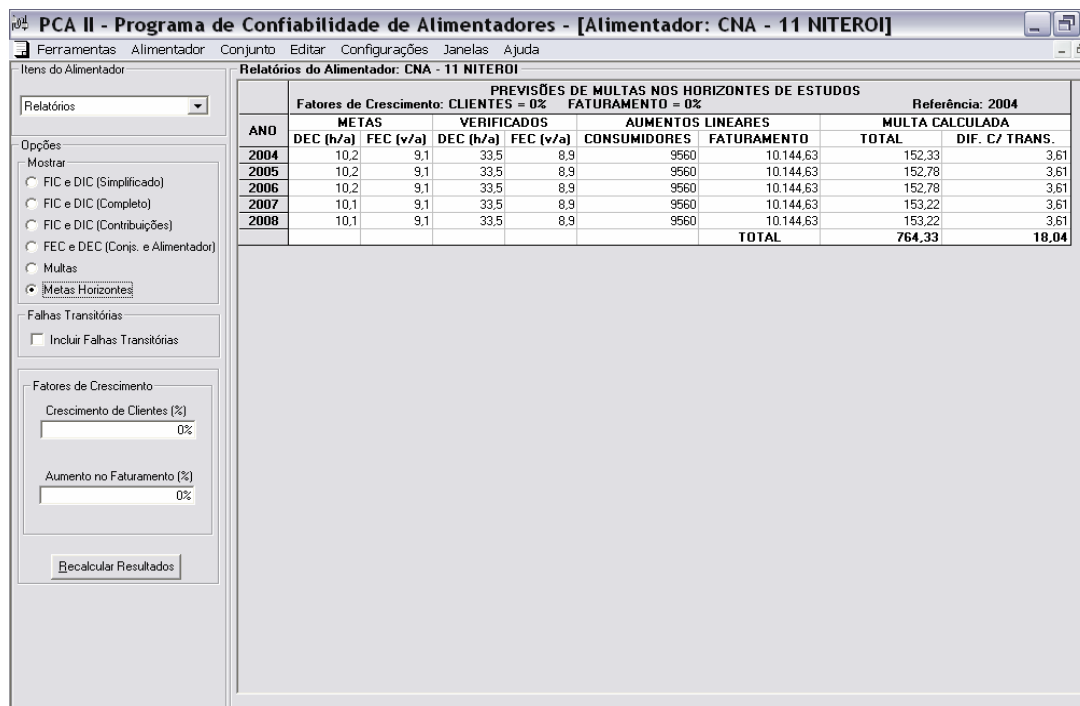 PCA II - Programa de Confiabilidade de Alimentadores - [Alimentador: CNA - 11 NITEROI]
Ferramentas Alimentador Conjunto Editar Configurações Janelas Ajuda
Itens do Alimentador
Relatórios
Opções
Mostrar
FIC e DIC (Simplificado)
FIC e DIC (Completo)
FIC e DIC (Contribuições)
FEC e DEC (Conjs. e Alimentador)
Multas
Metas Horizontes
Falhas Transitórias
Incluir Falhas Transitórias
Fatores de Crescimento
Crescimento de Clientes (%)
0%
Aumento no Faturamento (%)
0%
Recalcular Resultados
Relatórios do Alimentador: CNA - 11 NITEROI
PREVISÕES DE MULTAS NOS HORIZONTES DE ESTUDOS
Fatores de Crescimento: CLIENTES = 0% FATURAMENTO = 0% Referência: 2004
ANO METAS VERIFICADOS AUMENTOS LINEARES MULTA CALCULADA
DEC (h/a) FEC (v/a) DEC (h/a) FEC (v/a) CONSUMIDORES FATURAMENTO TOTAL DIF. C/ TRANS.
2004 10,2 9,1 33,5 8,9 9560 10.144,63 152,33 3,61
2005 10,2 9,1 33,5 8,9 9560 10.144,63 152,78 3,61
2006 10,2 9,1 33,5 8,9 9560 10.144,63 152,78 3,61
2007 10,1 9,1 33,5 8,9 9560 10.144,63 153,22 3,61
2008 10,1 9,1 33,5 8,9 9560 10.144,63 153,22 3,61
TOTAL 764,33 18,04